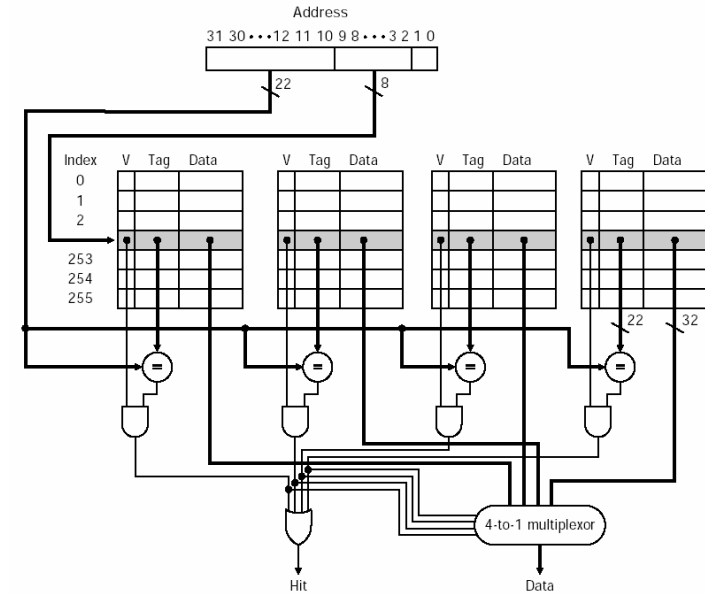 Address
31 30 • • • 12 11 10 9 8 • • • 3 2 1 0
22
8
Index V Tag Data V Tag Data V Tag Data V Tag Data
0
1
2
253
254
255
22 32
= = = =
4-to-1 multiplexor
Hit Data